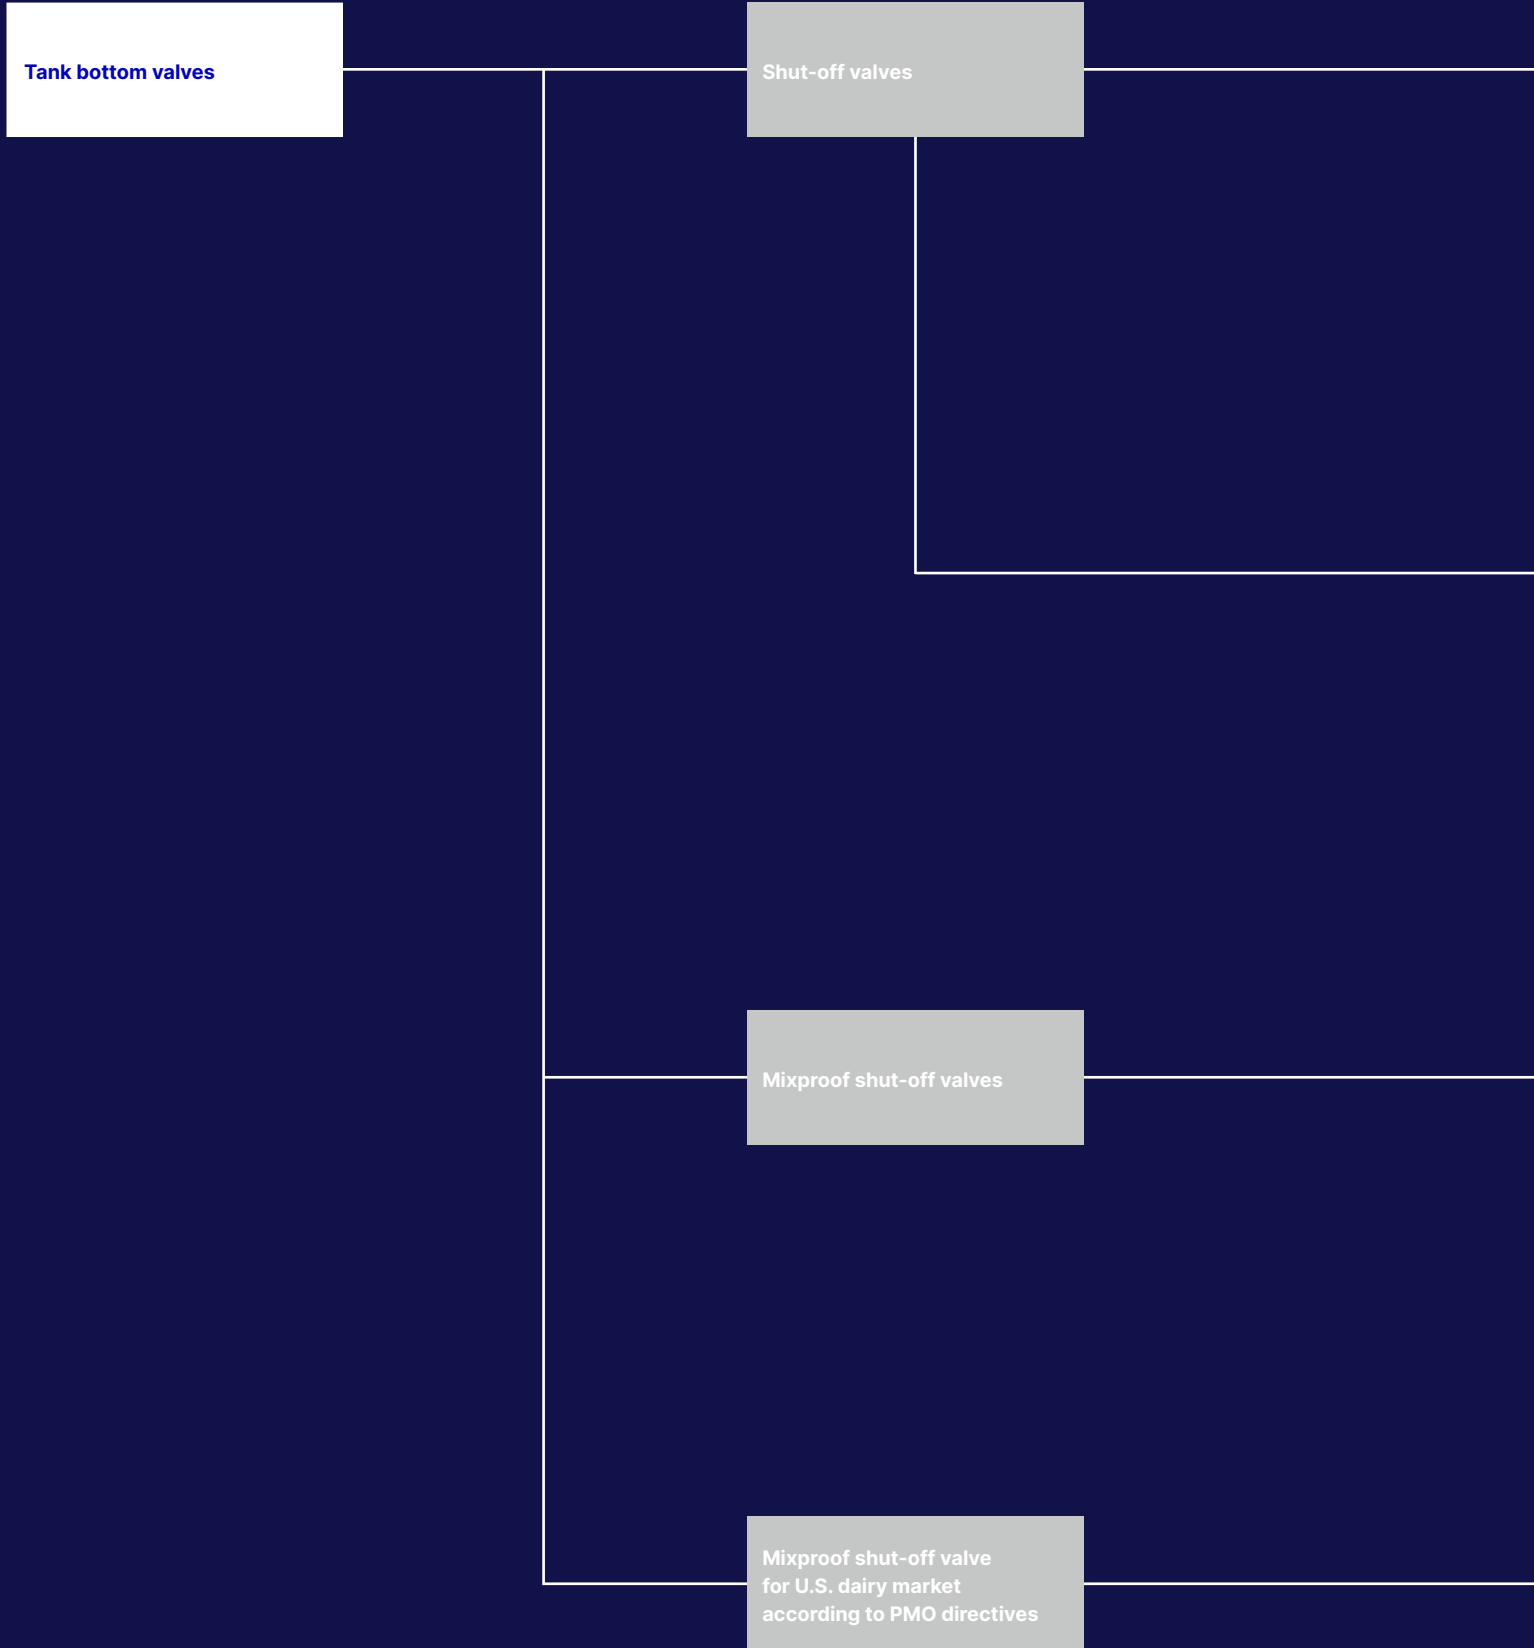 Tank bottom valves
Shut-off valves
Mixproof shut-off valves
Mixproof shut-off valve
for U.S. dairy market
according to PMO directives